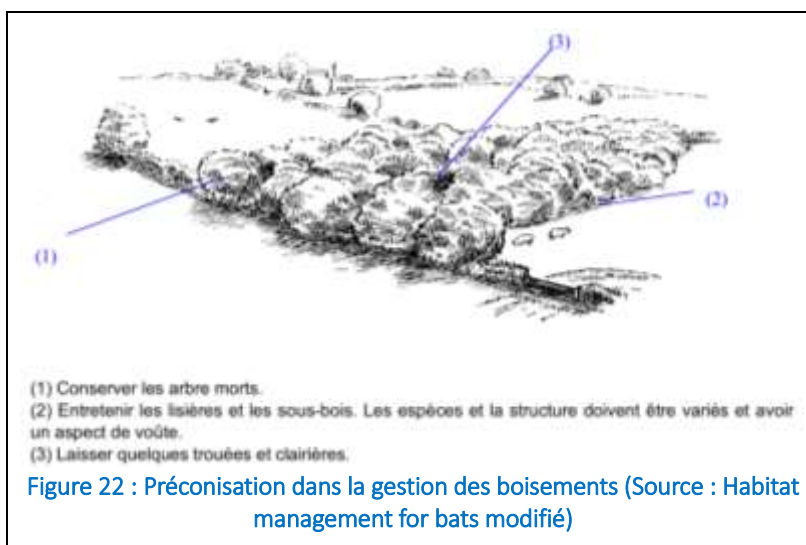 (3)
(2)
(1)
(1) Conserver les arbre morts.
(2) Entretenir les lisières et les sous-bois. Les espèces et la structure doivent être variés et avoir
un aspect de voûte.
(3) Laisser quelques trouées et clairières.
Figure 22 : Préconisation dans la gestion des boisements (Source : Habitat
management for bats modifié)